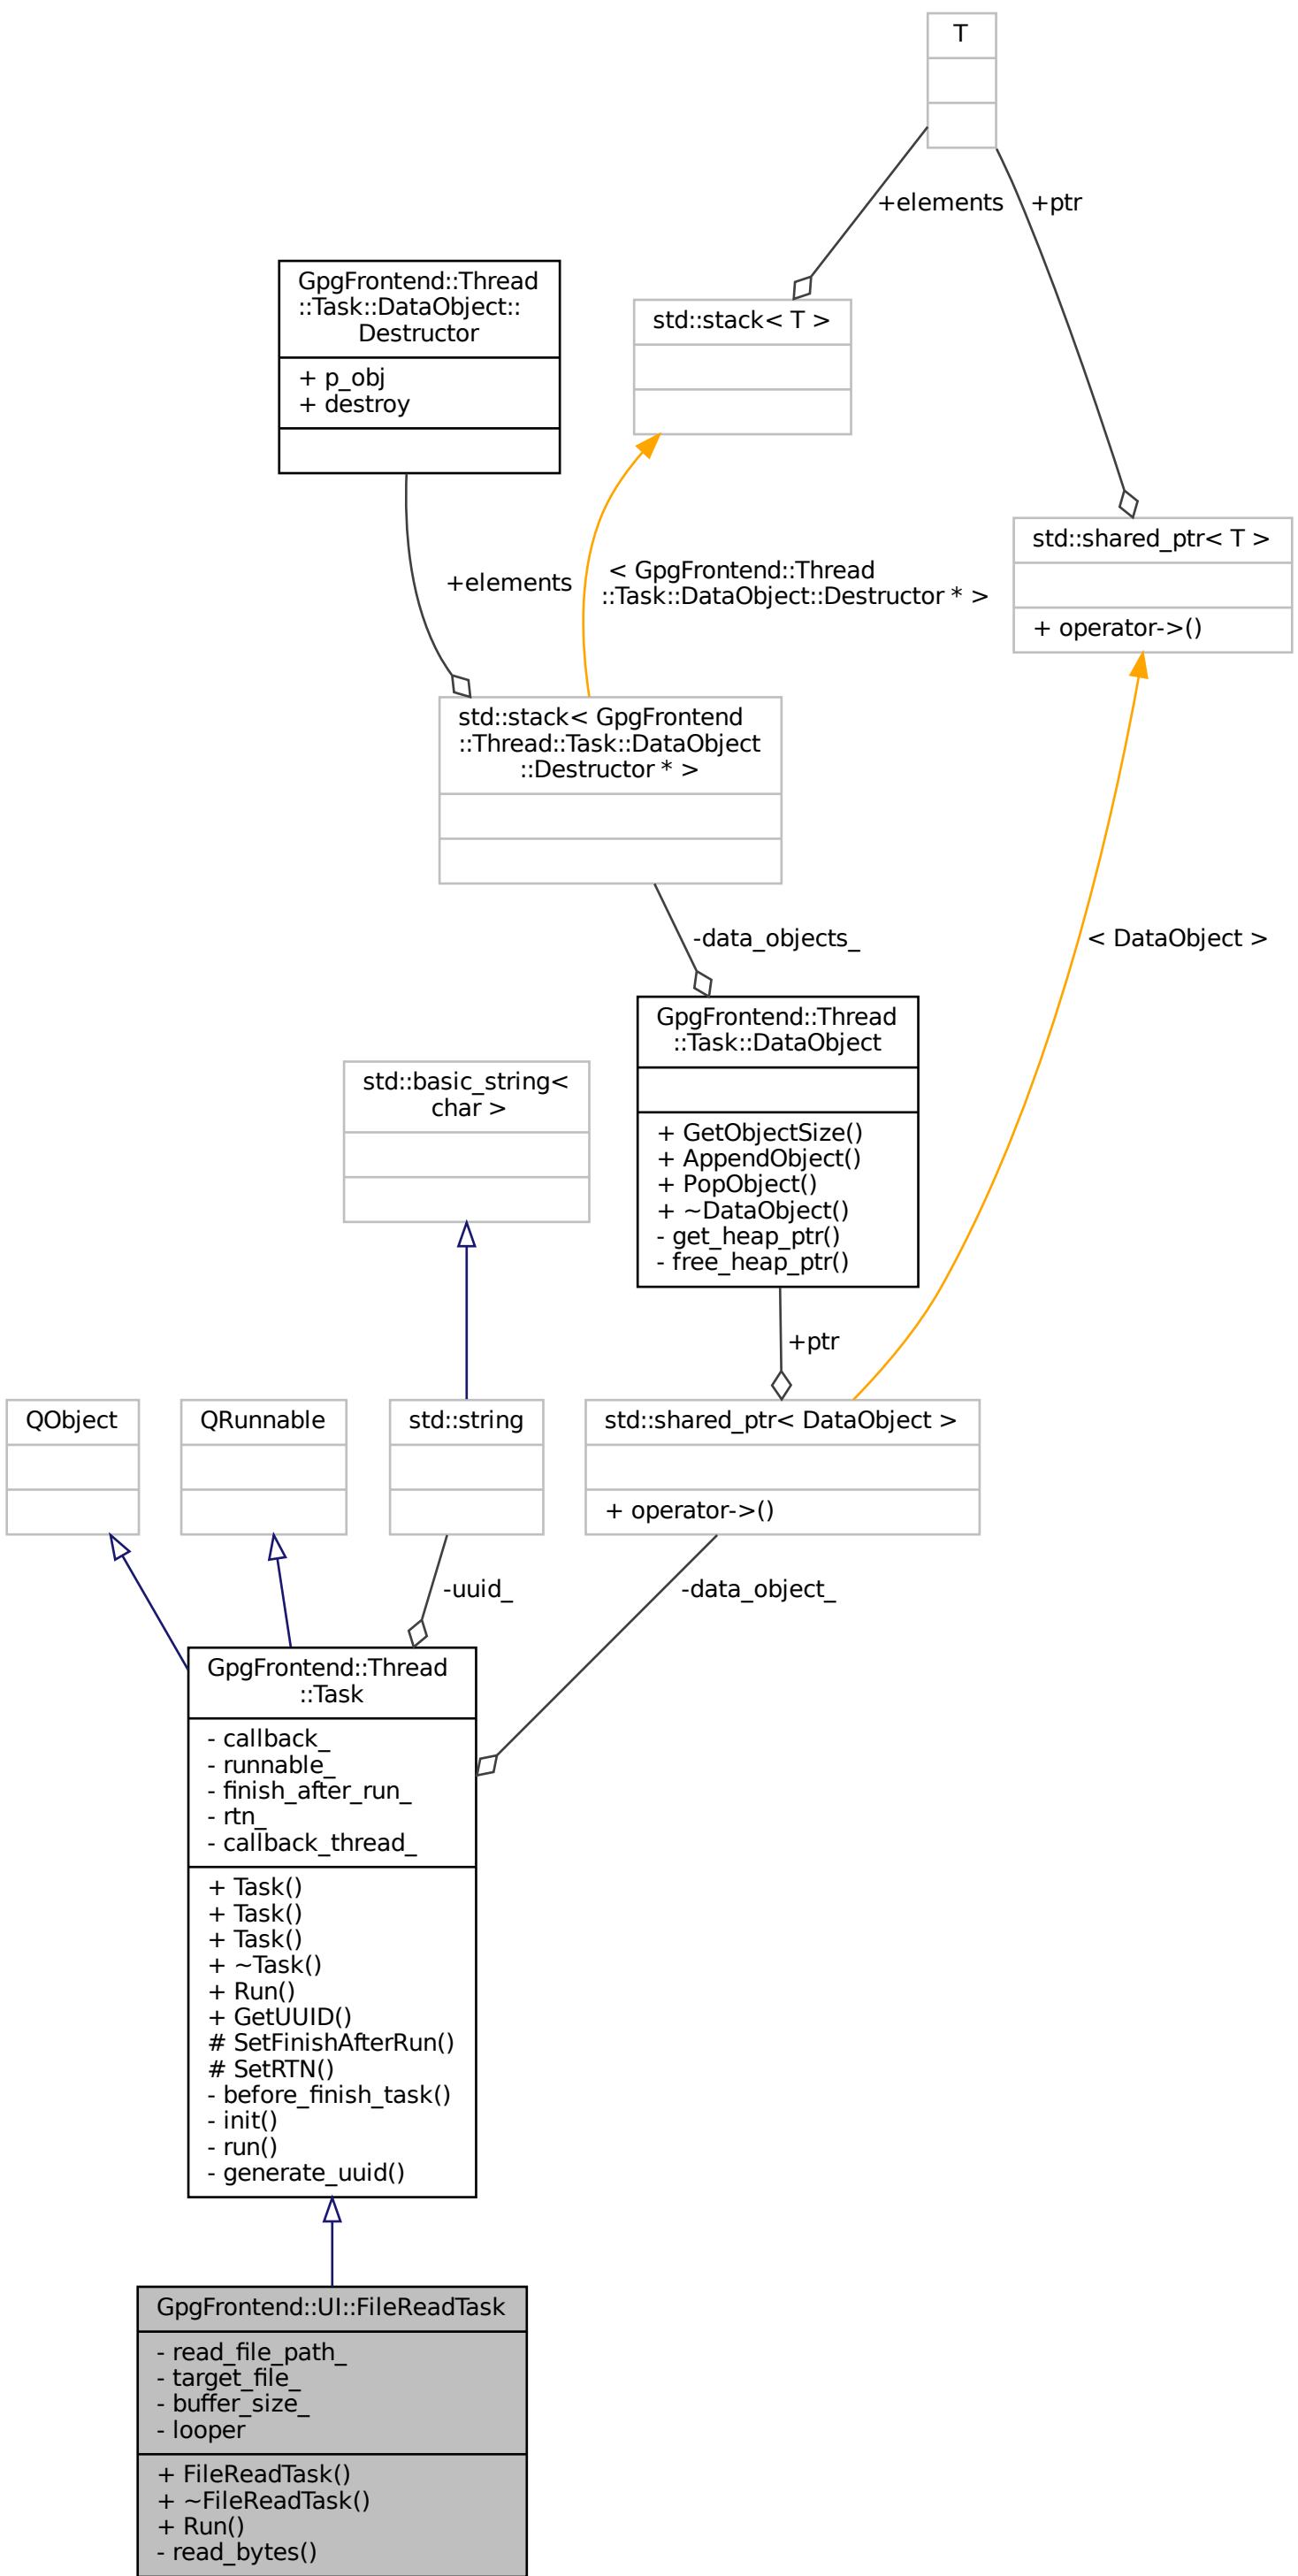 T
+elements
+ptr
GpgFrontend::Thread
::Task::DataObject::
Destructor
+ p_obj
+ destroy
std::stack< T >
std::shared_ptr< T >
+ operator->()
+elements
< GpgFrontend::Thread
::Task::DataObject::Destructor * >
std::stack< GpgFrontend
::Thread::Task::DataObject
::Destructor * >
-data_objects_
< DataObject >
GpgFrontend::Thread
::Task::DataObject
+ GetObjectSize()
+ AppendObject()
+ PopObject()
+ ~DataObject()
- get_heap_ptr()
- free_heap_ptr()
std::basic_string<
char >
+ptr
QObject
QRunnable
std::string
std::shared_ptr< DataObject >
+ operator->()
-uuid_
-data_object_
GpgFrontend::Thread
::Task
- callback_
- runnable_
- finish_after_run_
- rtn_
- callback_thread_
+ Task()
+ Task()
+ Task()
+ ~Task()
+ Run()
+ GetUUID()
# SetFinishAfterRun()
# SetRTN()
- before_finish_task()
- init()
- run()
- generate_uuid()
GpgFrontend::UI::FileReadTask
- read_file_path_
- target_file_
- buffer_size_
- looper
+ FileReadTask()
+ ~FileReadTask()
+ Run()
- read_bytes()